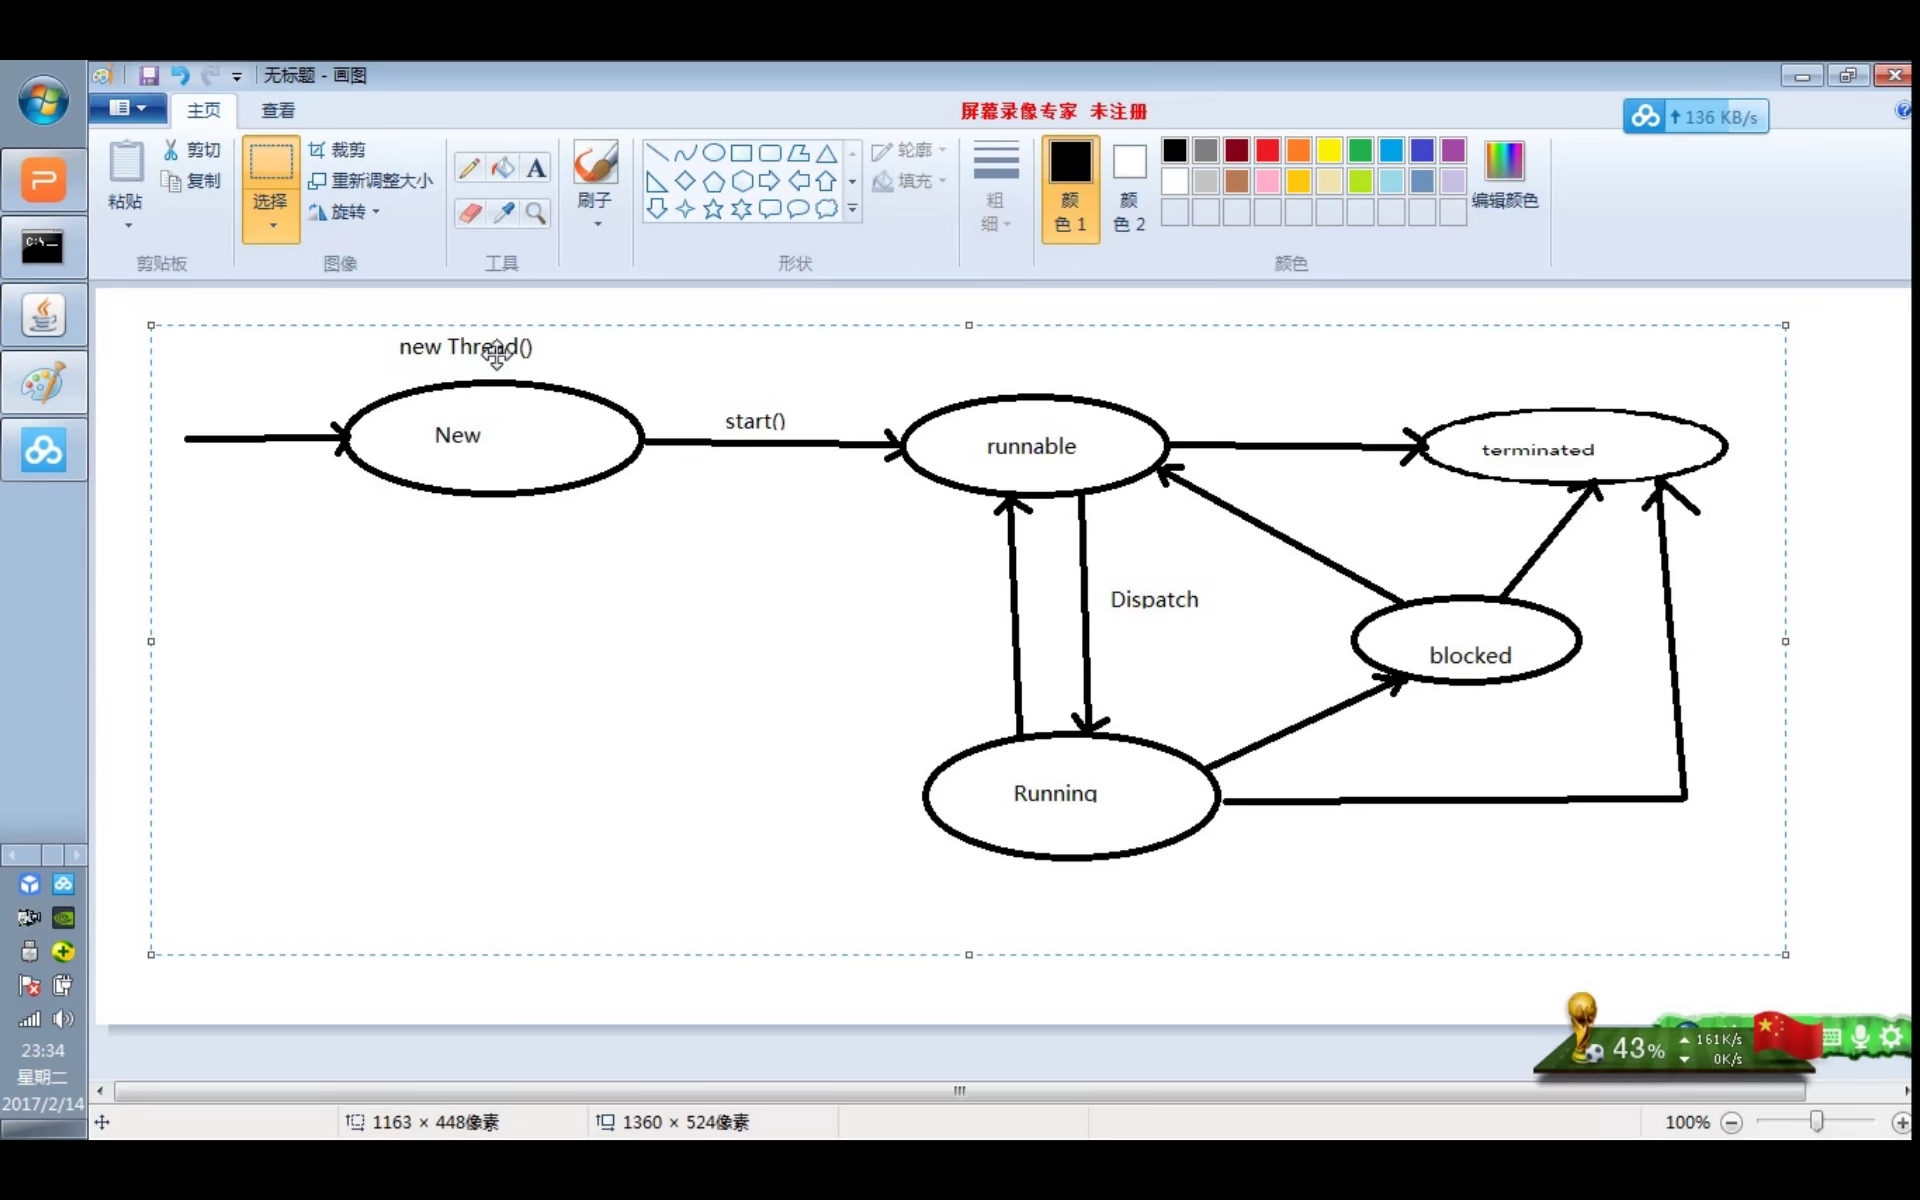 无标题 - 画图
主页
查看
屏幕录像专家 未注册
136 KB/s
粘贴
剪切
复制
剪贴板
选择
裁剪
重新调整大小
旋转
图像
A
工具
刷子
轮廓
填充
形状
粗
细
颜
色 1
颜
色 2
编辑颜色
颜色
new Thread()
New
start()
runnable
terminated
Dispatch
blocked
Running
43%
161K/s
0K/s
23:34
星期二
2017/2/14
1163 × 448像素
1360 × 524像素
100%